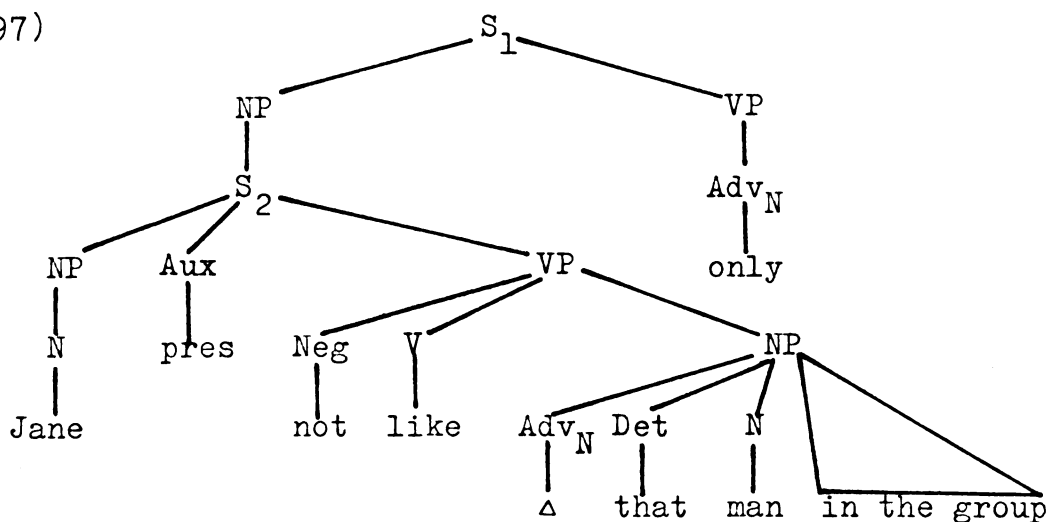 97)
S1
NP VP
S2 AdvN
NP Aux VP only
N pres Neg V NP
Jane not like AdvN Det N
Δ that man in the group